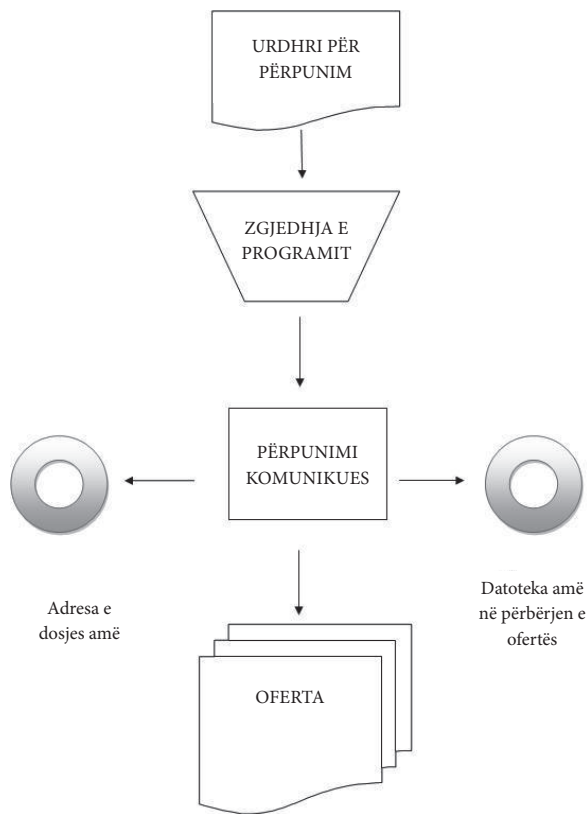 URDHRI PËR
PËRPUNIM
ZGJEDHJA E
PROGRAMIT
PËRPUNIMI
KOMUNIKUES
Adresa e
dosjes amë
Datoteka amë
në përbërjen e
ofertës
OFERTA